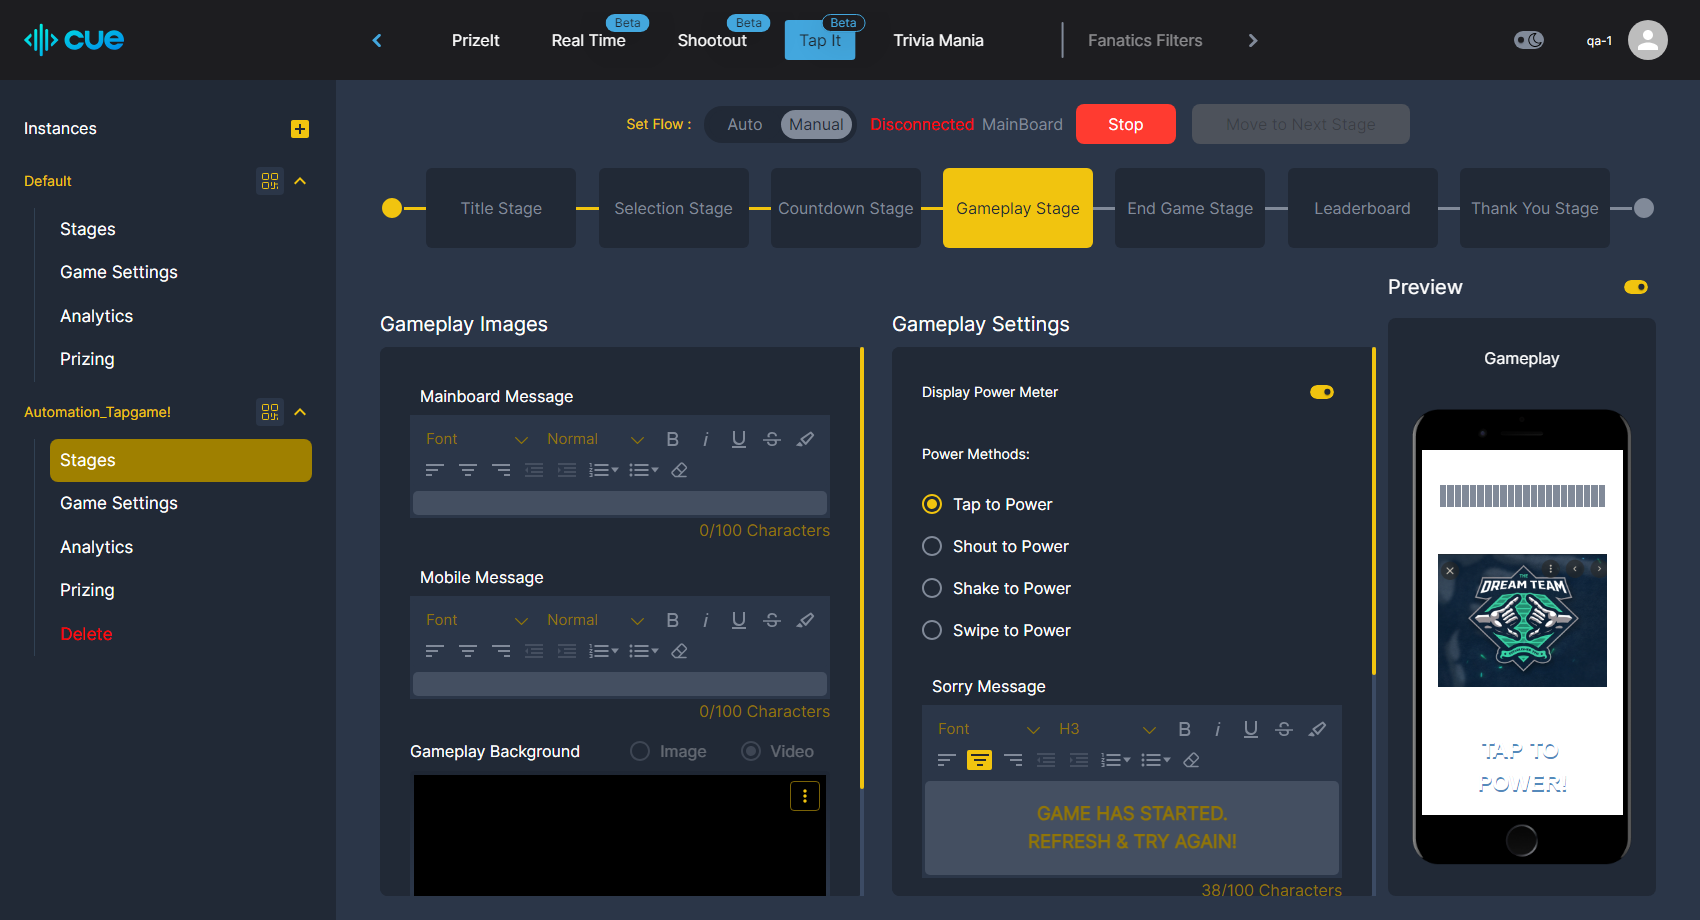 cue
PrizeIt
Real Time
Beta
Shootout
Beta
Tap It
Beta
Trivia Mania
Fanatics Filters
qa-1
Instances
Default
Stages
Game Settings
Analytics
Prizing
Automation_Tapgame!
Stages
Game Settings
Analytics
Prizing
Delete
Set Flow :
Auto
Manual
Disconnected MainBoard
Stop
Move to Next Stage
Title Stage
Selection Stage
Countdown Stage
Gameplay Stage
End Game Stage
Leaderboard
Thank You Stage
Gameplay Images
Mainboard Message
Font
Normal
B i U S
0/100 Characters
Mobile Message
Font
Normal
B i U S
0/100 Characters
Gameplay Background
Image
Video
Gameplay Settings
Display Power Meter
Power Methods:
Tap to Power
Shout to Power
Shake to Power
Swipe to Power
Sorry Message
Font
H3
B i U S
GAME HAS STARTED.
REFRESH & TRY AGAIN!
38/100 Characters
Preview
Gameplay
THE
DREAM TEAM
TAP TO
POWER!